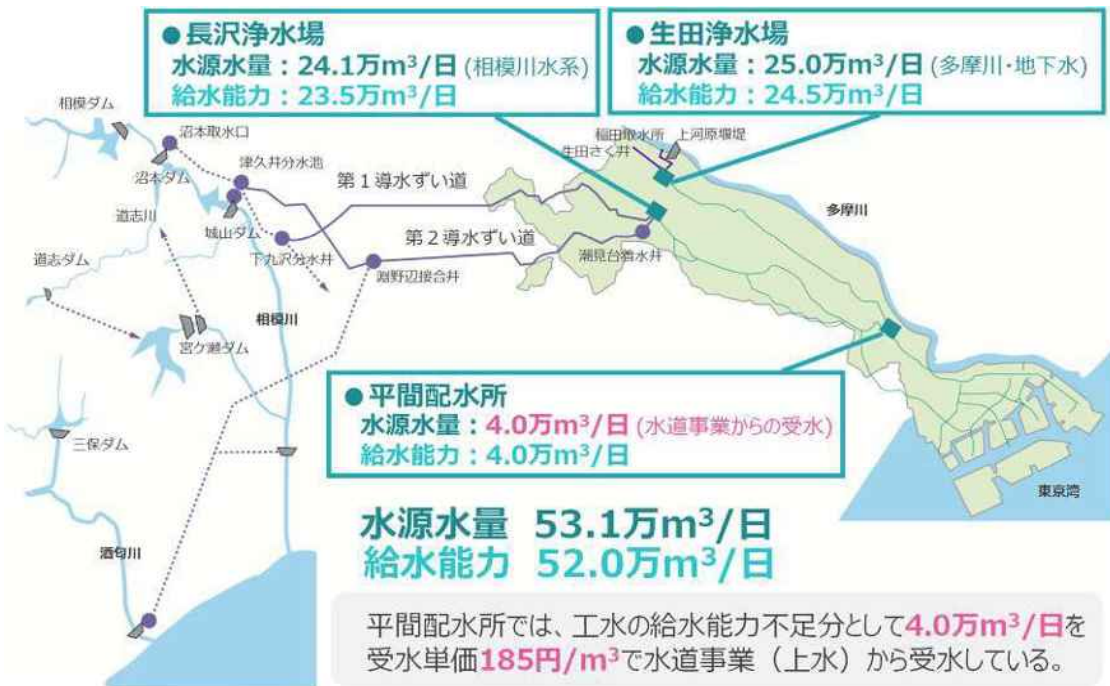 ●長沢浄水場
水源水量：24.1万m³/日 (相模川水系)
給水能力：23.5万m³/日
●生田浄水場
水源水量：25.0万m³/日 (多摩川・地下水)
給水能力：24.5万m³/日
相模ダム
沼本取水口
津久井分水池
沼本ダム
道志川
城山ダム
道志ダム
下九沢分水井
相模川
宮ケ瀬ダム
三保ダム
酒匂川
第１導水ずい道
第２導水ずい道
淵野辺接合井
稲田取水所
上河原堰堤
生田さく井
多摩川
潮見台着水井
●平間配水所
水源水量：4.0万m³/日 (水道事業からの受水)
給水能力：4.0万m³/日
東京湾
水源水量 53.1万m³/日
給水能力 52.0万m³/日
平間配水所では、工水の給水能力不足分として4.0万m³/日を
受水単価185円/m³で水道事業（上水）から受水している。